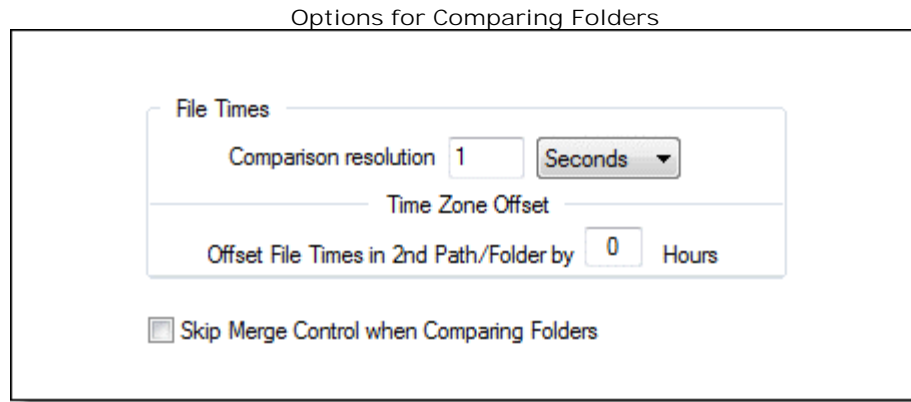 Options for Comparing Folders
File Times
Comparison resolution 1 Seconds
Time Zone Offset
Offset File Times in 2nd Path/Folder by 0 Hours
Skip Merge Control when Comparing Folders